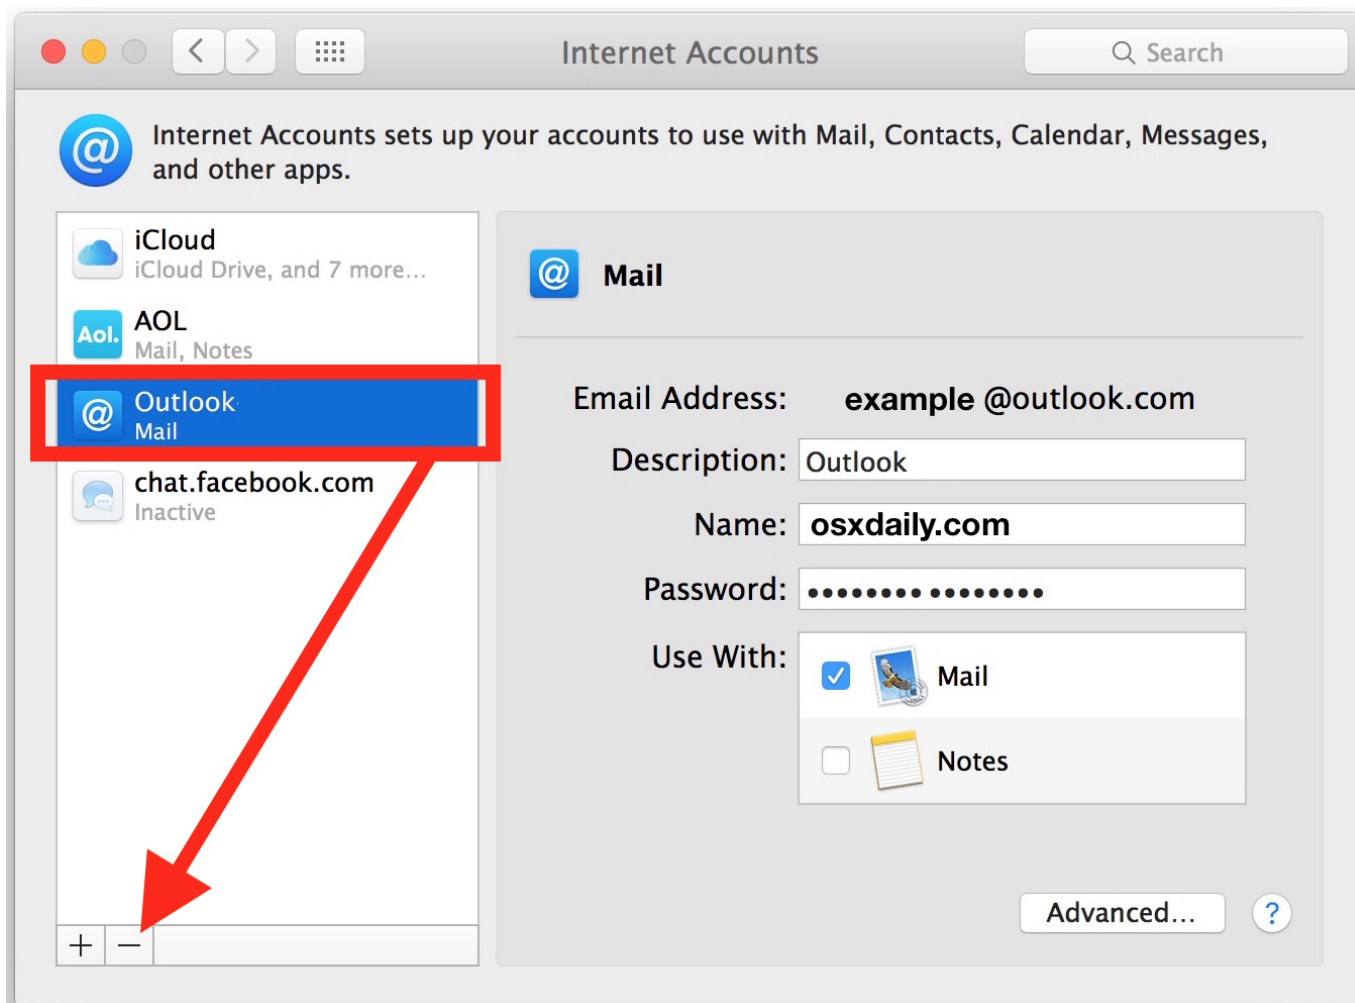 Internet Accounts
Search
Internet Accounts sets up your accounts to use with Mail, Contacts, Calendar, Messages,
and other apps.
iCloud
iCloud Drive, and 7 more...
Aol.
AOL
Mail, Notes
@
Outlook
Mail
chat.facebook.com
Inactive
Mail
Email Address: example @outlook.com
Description: Outlook
Name: osxdaily.com
Password: •••••••• ••••••••
Use With:
Mail
Notes
Advanced...
?
+ −